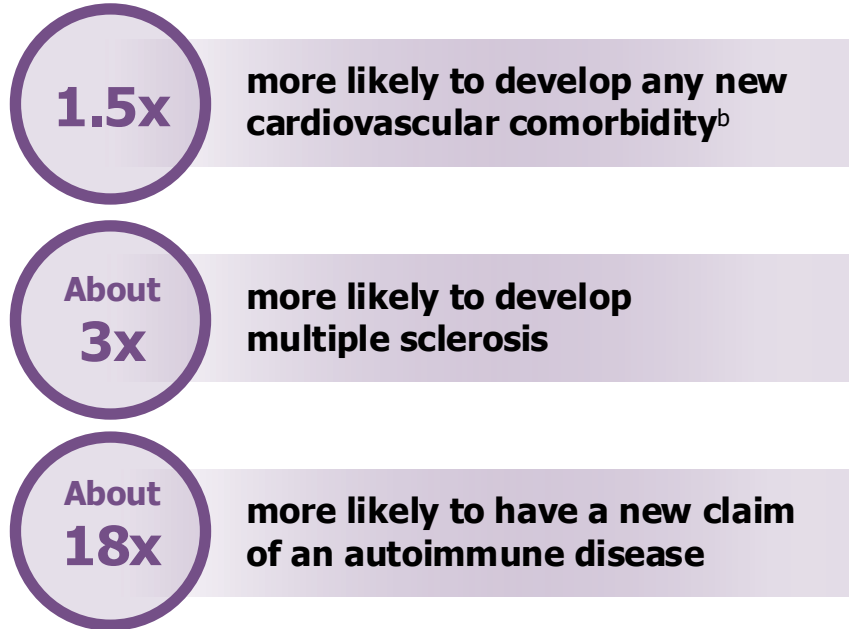 1.5x
more likely to develop any new
cardiovascular comorbidityᵇ
About
3x
more likely to develop
multiple sclerosis
About
18x
more likely to have a new claim
of an autoimmune disease